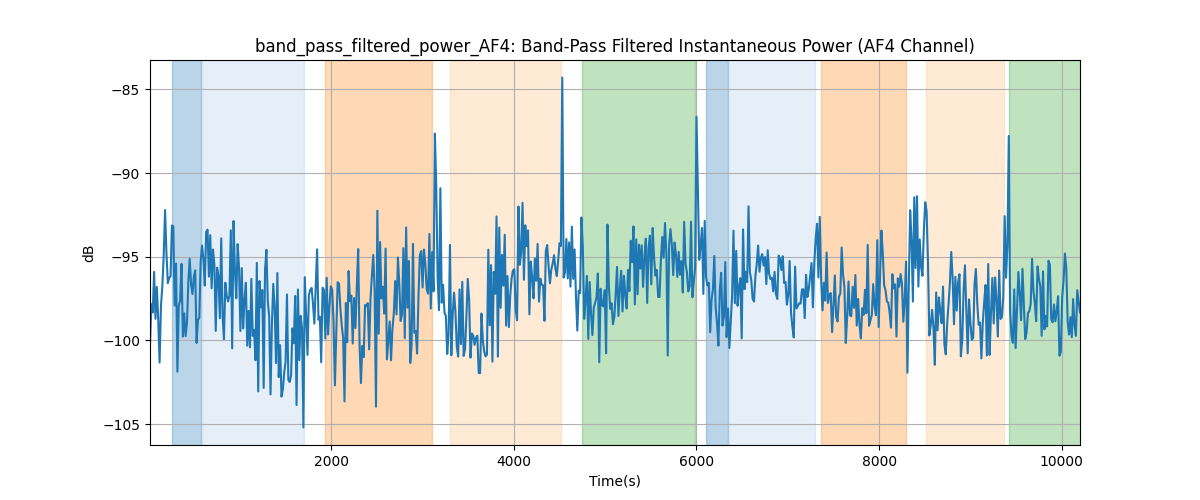 band_pass_filtered_power_AF4: Band-Pass Filtered Instantaneous Power (AF4 Channel)
−85
−90
−95
−100
−105
dB
2000 4000 6000 8000 10000
Time(s)